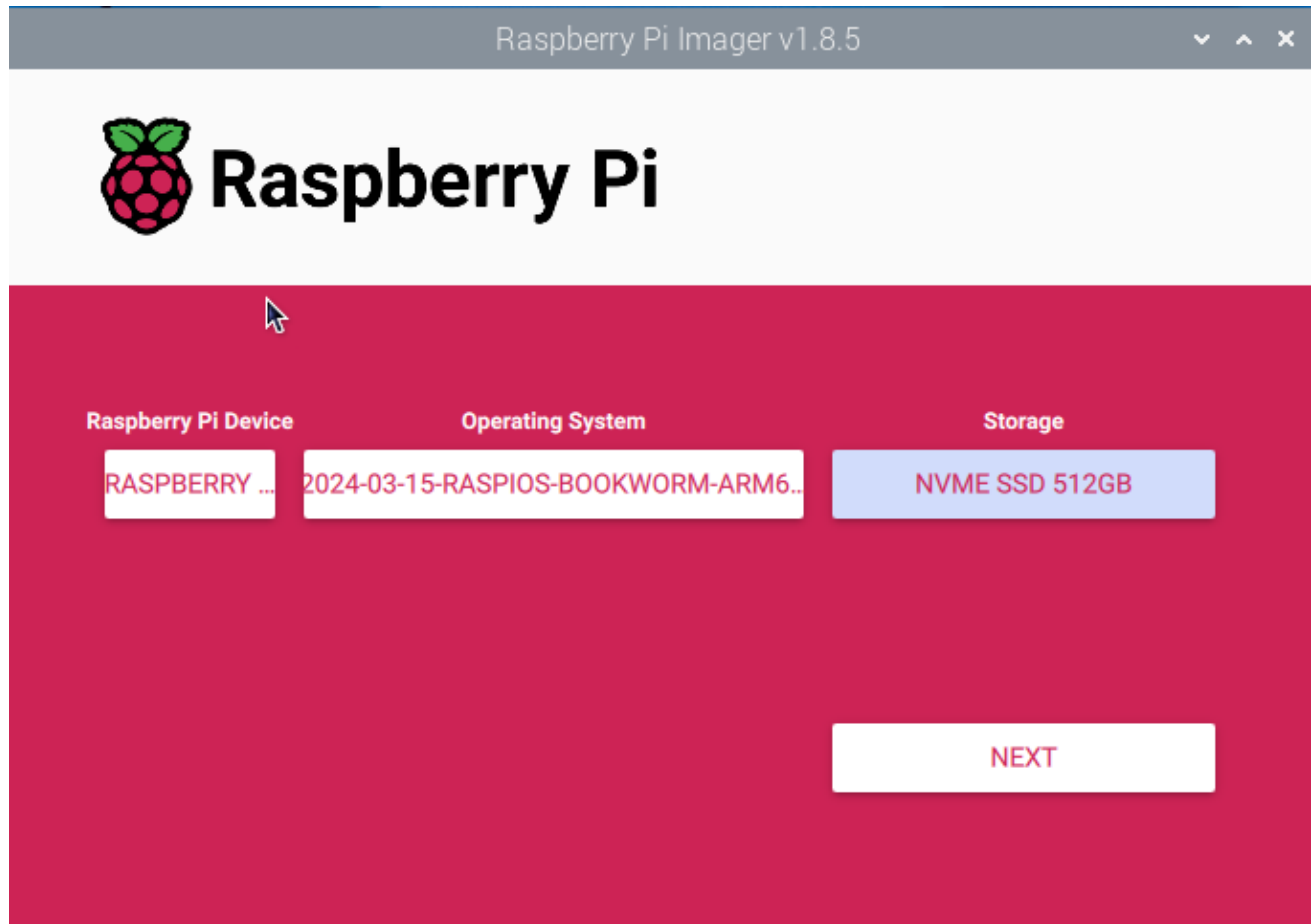 Raspberry Pi Imager v1.8.5
Raspberry Pi
Raspberry Pi Device
Operating System
Storage
RASPBERRY ...
2024-03-15-RASPIOS-BOOKWORM-ARM6...
NVME SSD 512GB
NEXT